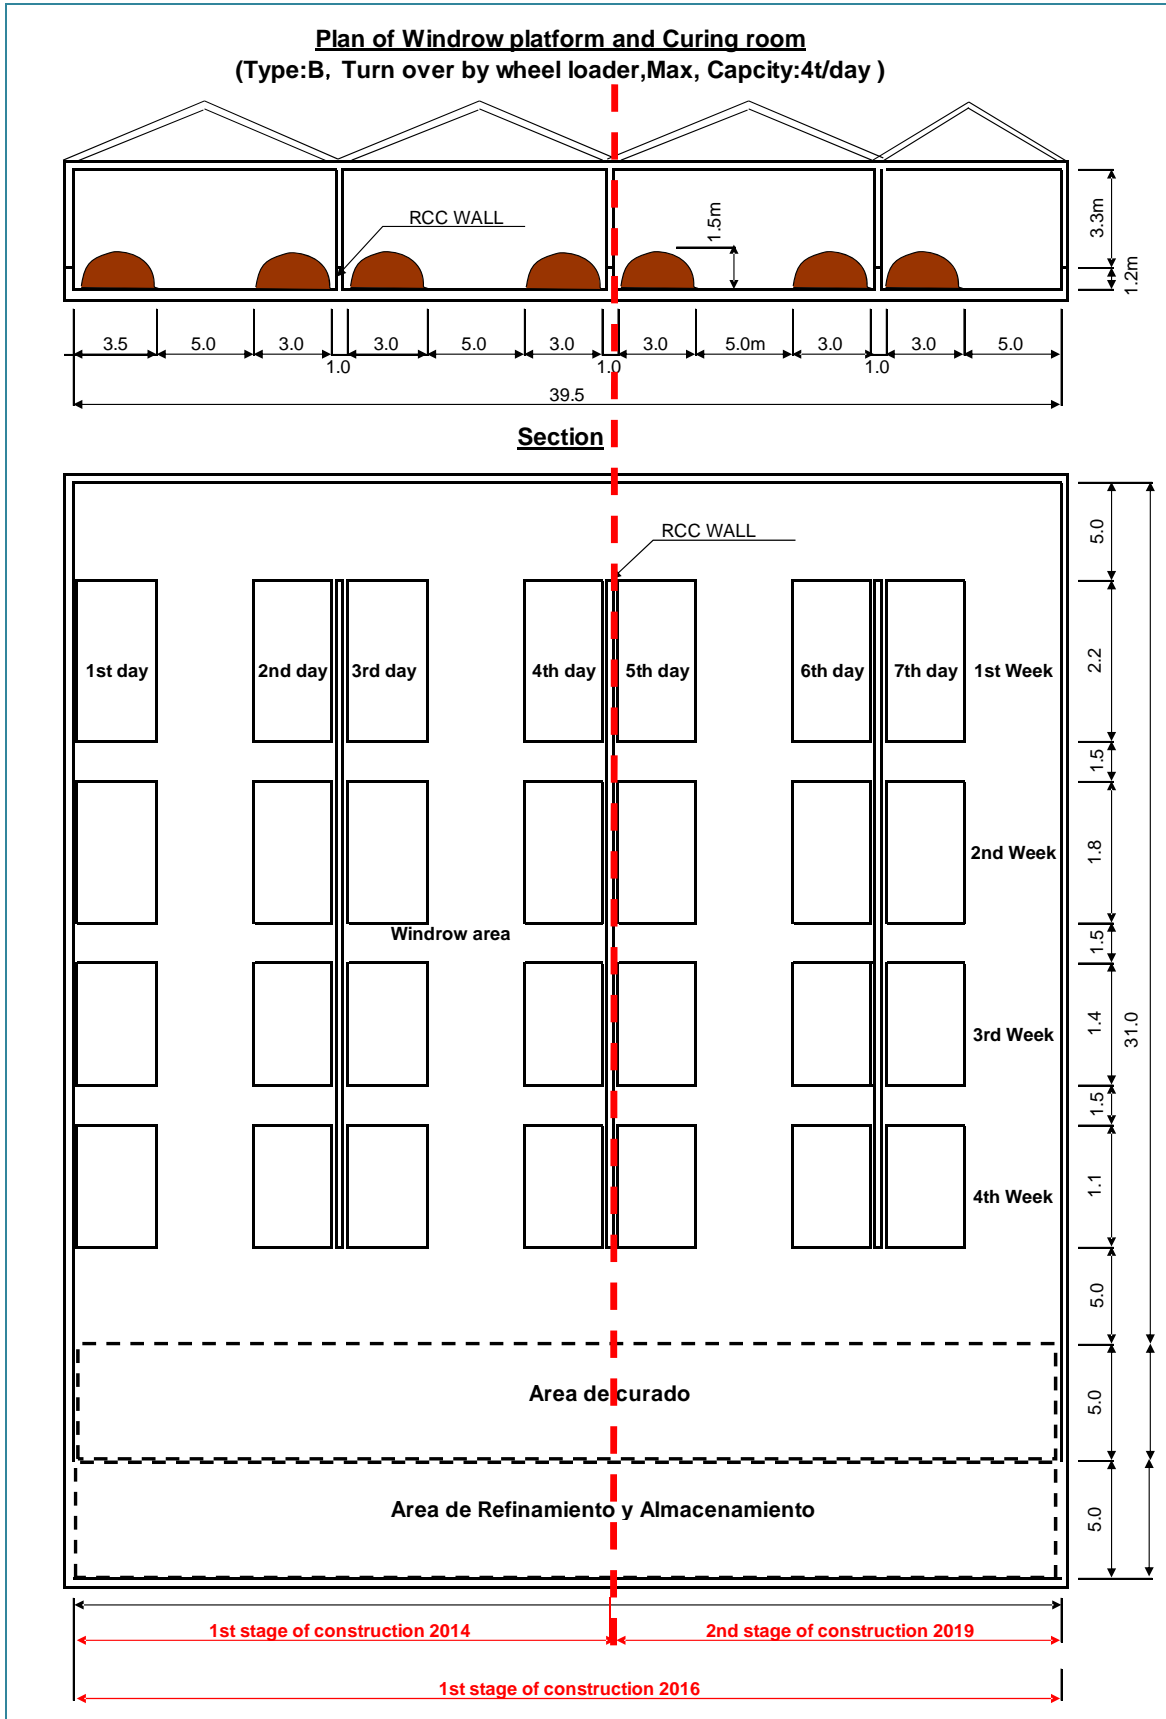 Plan of Windrow platform and Curing room
(Type:B, Turn over by wheel loader,Max, Capcity:4t/day )
RCC WALL
1.5m
3.3m
1.2m
3.5 5.0 3.0 3.0 5.0 3.0 3.0 5.0m 3.0 3.0 5.0
1.0 1.0 1.0
39.5
Section
RCC WALL
5.0
1st day 2nd day 3rd day 4th day 5th day 6th day 7th day 1st Week
2.2
1.5
2nd Week
1.8
Windrow area
1.5
3rd Week
1.4
31.0
1.5
4th Week
1.1
5.0
Area de curado
5.0
Area de Refinamiento y Almacenamiento
5.0
1st stage of construction 2014 2nd stage of construction 2019
1st stage of construction 2016